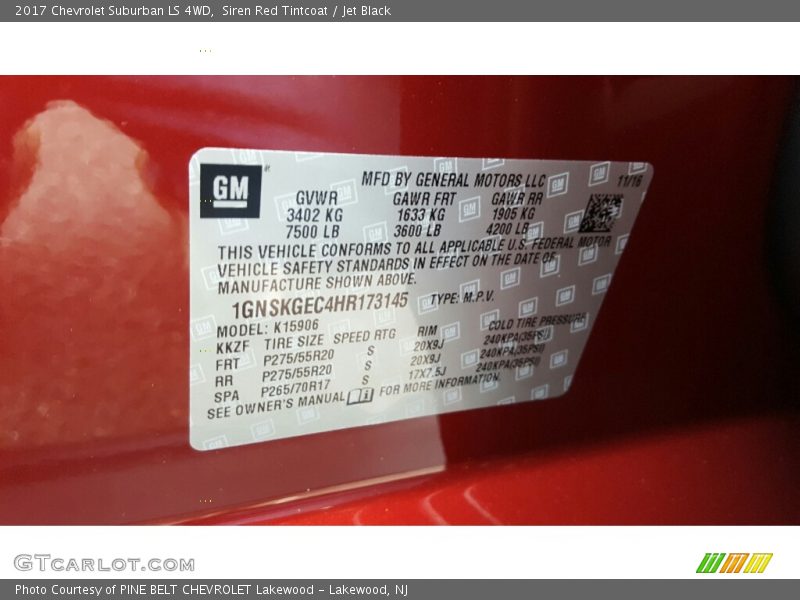 2017 Chevrolet Suburban LS 4WD,  Siren Red Tintcoat / Jet Black
GM
MFD BY GENERAL MOTORS LLC 11/16
GVWR GAWR FRT GAWR RR
3402 KG 1633 KG 1905 KG
7500 LB 3600 LB 4200 LB
THIS VEHICLE CONFORMS TO ALL APPLICABLE U.S. FEDERAL MOTOR
VEHICLE SAFETY STANDARDS IN EFFECT ON THE DATE OF
MANUFACTURE SHOWN ABOVE.
1GNSKGEC4HR173145 TYPE: M.P.V.
MODEL: K15906
KKZF TIRE SIZE SPEED RTG RIM COLD TIRE PRESSURE
FRT P275/55R20 S 20X9J 240KPA(35PSI)
RR P275/55R20 S 20X9J 240KPA(35PSI)
SPA P265/70R17 S 17X7.5J 240KPA(35PSI)
SEE OWNER'S MANUAL FOR MORE INFORMATION.
GTCARLOT.COM
Photo Courtesy of PINE BELT CHEVROLET Lakewood - Lakewood, NJ